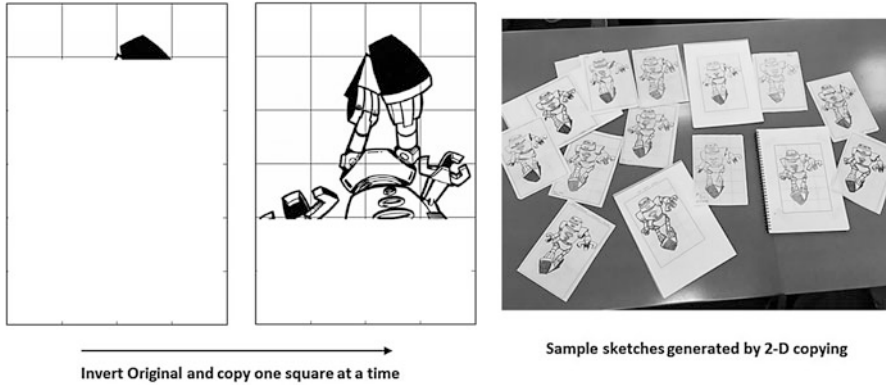 Invert Original and copy one square at a time
Sample sketches generated by 2-D copying